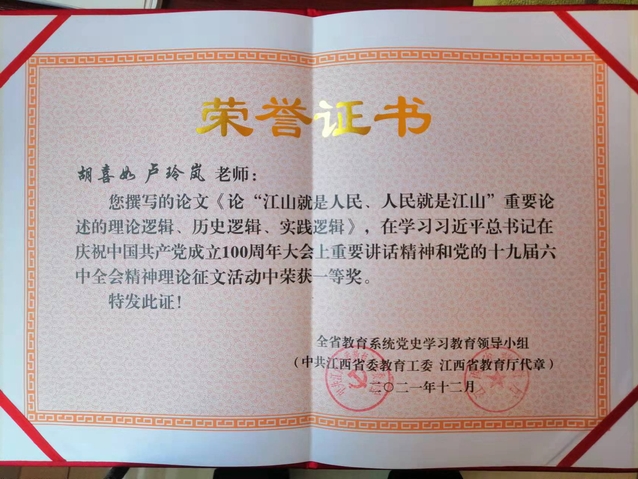 荣誉证书
胡喜如 卢玲岚 老师：
您撰写的论文《论“江山就是人民、人民就是江山”重要论
述的理论逻辑、历史逻辑、实践逻辑》，在学习习近平总书记在
庆祝中国共产党成立100周年大会上重要讲话精神和党的十九届六
中全会精神理论征文活动中荣获一等奖。
特发此证！
全省教育系统党史学习教育领导小组
（中共江西省委教育工委 江西省教育厅代章）
二〇二一年十二月